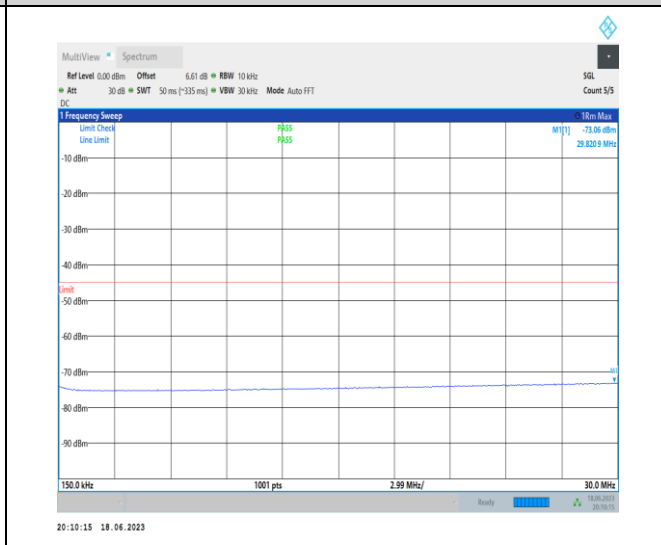 MultiView Spectrum
Ref Level 0.00 dBm Offset 6.61 dB RBW 10 kHz SGL
Att 30 dB SWT 50 ms (~335 ms) VBW 30 kHz Mode Auto FFT Count 5/5
DC
1 Frequency Sweep 1Rm Max
Limit Check PASS M1[1] -73.06 dBm
Line Limit PASS 29.8209 MHz
-10 dBm
-20 dBm
-30 dBm
-40 dBm
Limit
-50 dBm
-60 dBm
-70 dBm
M1
-80 dBm
-90 dBm
150.0 kHz 1001 pts 2.99 MHz/ 30.0 MHz
Ready 18.06.2023
20:10:15
20:10:15 18.06.2023